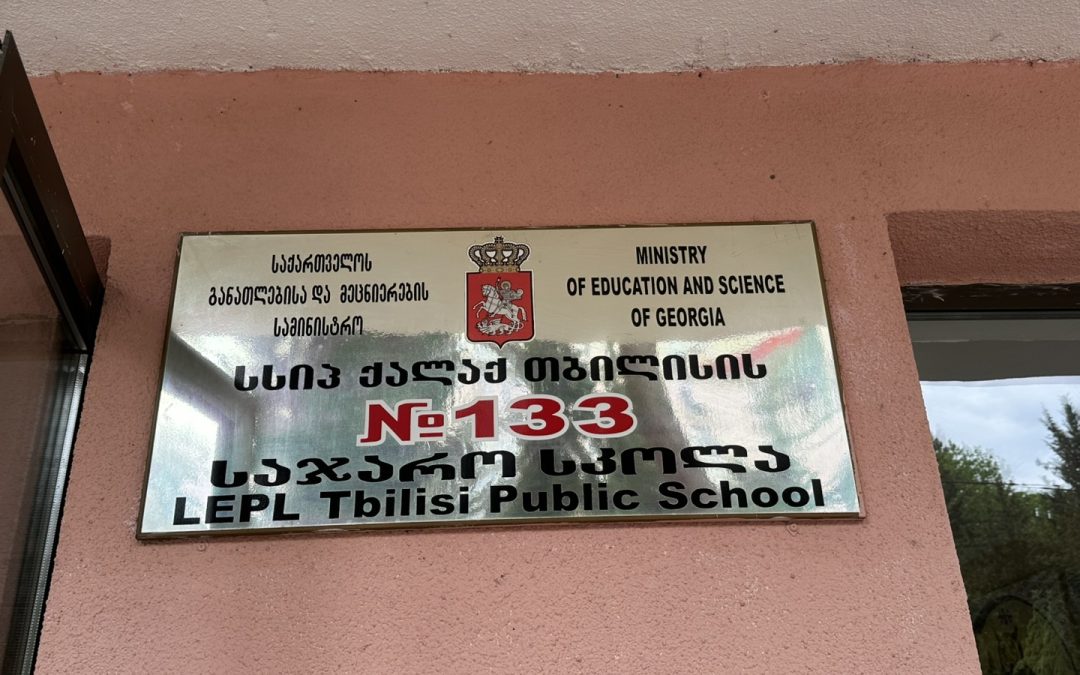 საქართველოს
განათლებისა და მეცნიერების
სამინისტრო
MINISTRY
OF EDUCATION AND SCIENCE
OF GEORGIA
სსიპ ქალაქ თბილისის
№133
საჯარო სკოლა
LEPL Tbilisi Public School